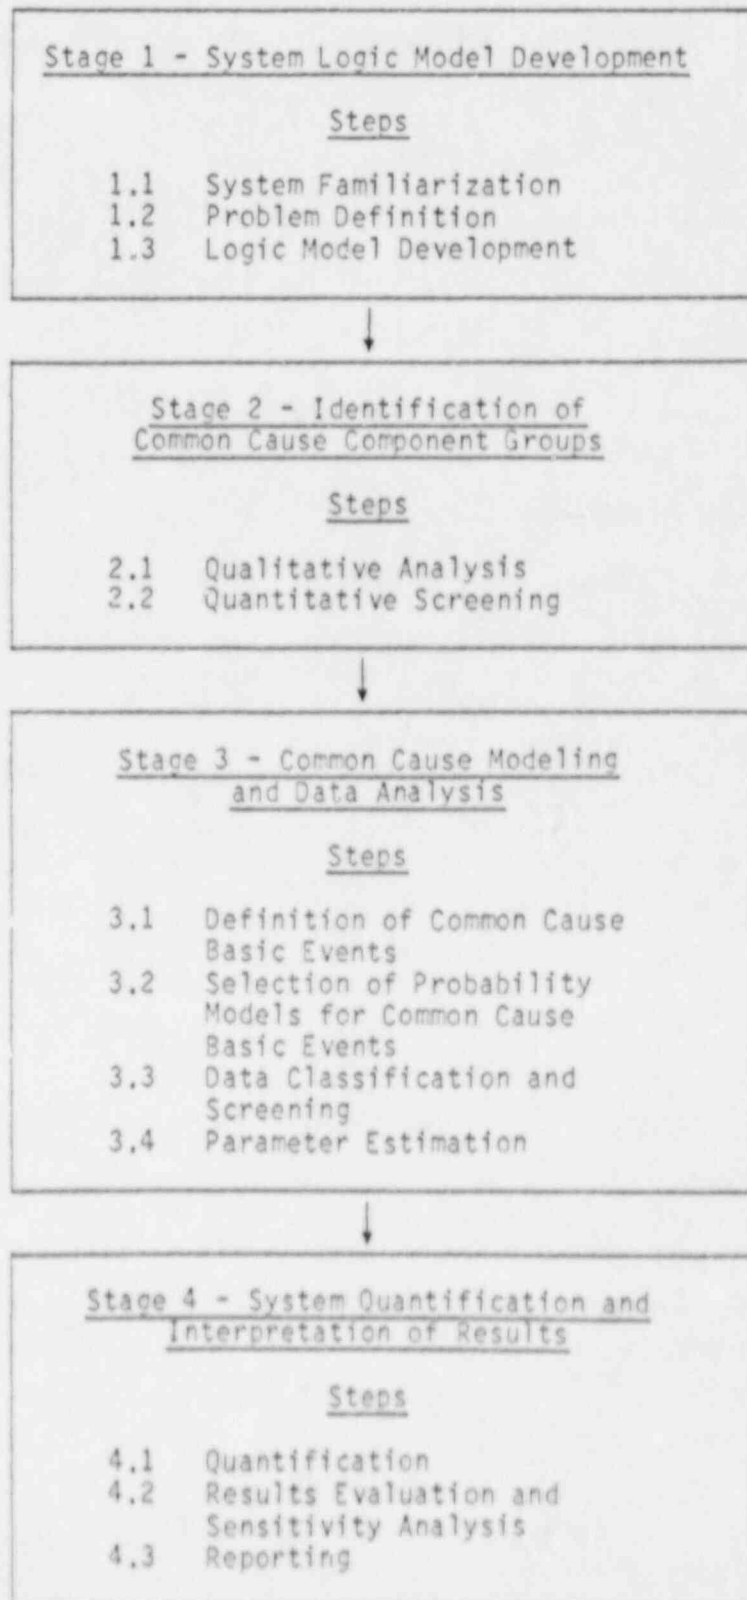 Stage 1 - System Logic Model Development
Steps
1.1 System Familiarization
1.2 Problem Definition
1.3 Logic Model Development
Stage 2 - Identification of
Common Cause Component Groups
Steps
2.1 Qualitative Analysis
2.2 Quantitative Screening
Stage 3 - Common Cause Modeling
and Data Analysis
Steps
3.1 Definition of Common Cause
Basic Events
3.2 Selection of Probability
Models for Common Cause
Basic Events
3.3 Data Classification and
Screening
3.4 Parameter Estimation
Stage 4 - System Quantification and
Interpretation of Results
Steps
4.1 Quantification
4.2 Results Evaluation and
Sensitivity Analysis
4.3 Reporting